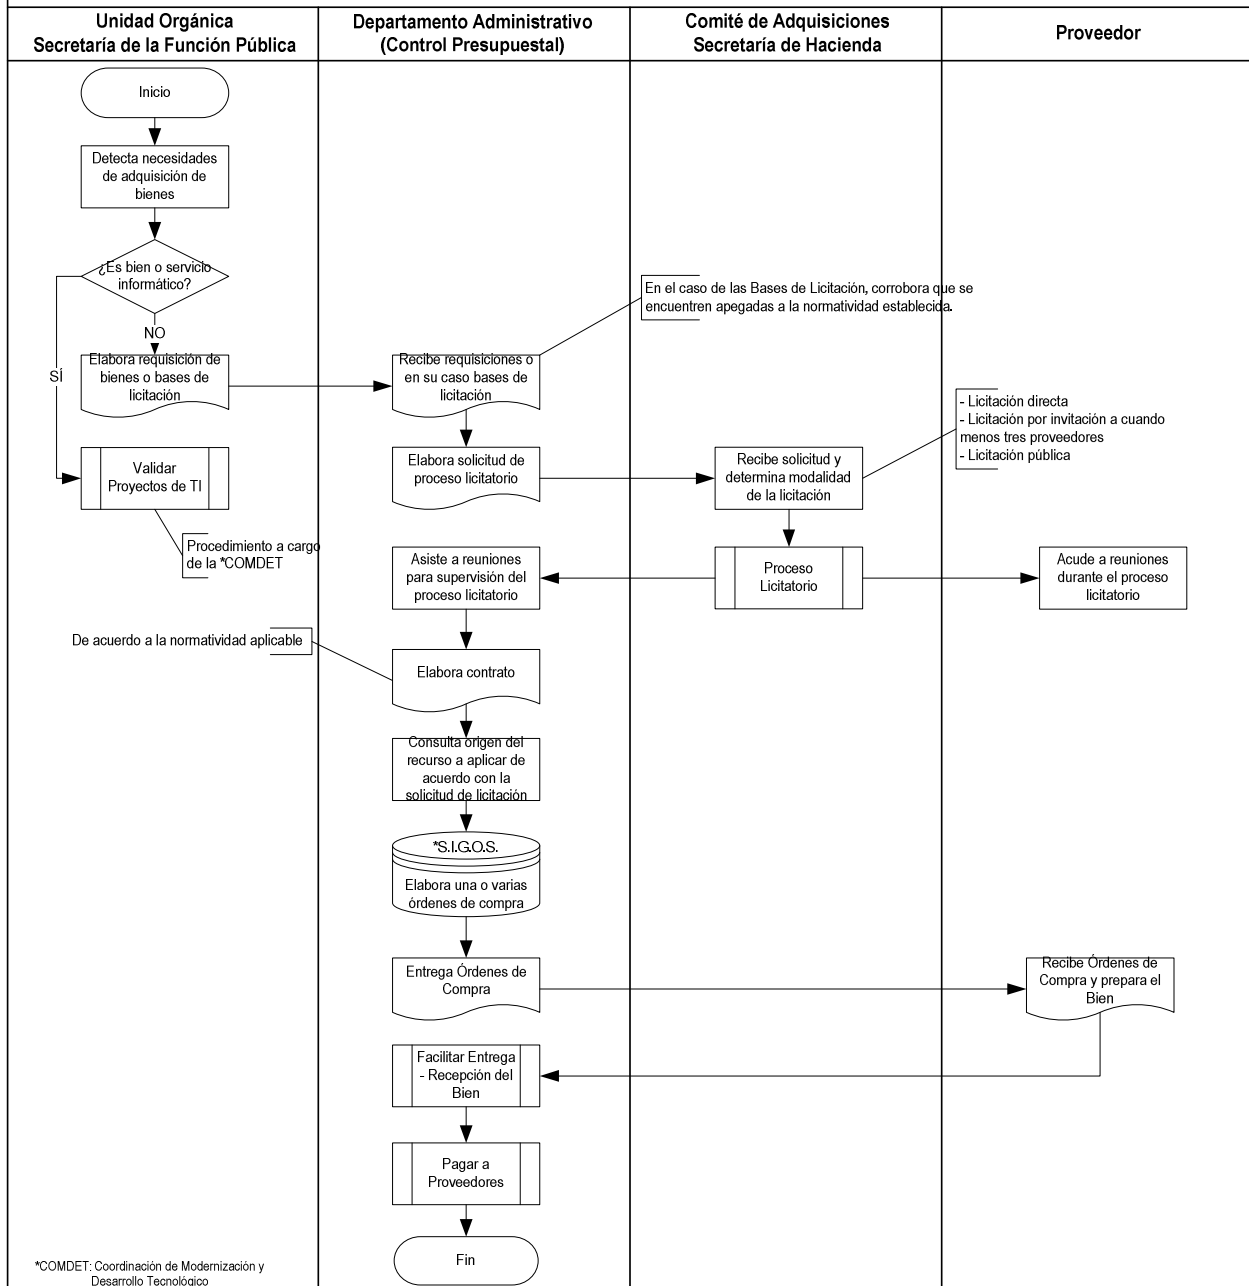 Unidad Orgánica
Secretaría de la Función Pública
Departamento Administrativo
(Control Presupuestal)
Comité de Adquisiciones
Secretaría de Hacienda
Proveedor
Inicio
Detecta necesidades
de adquisición de
bienes
¿Es bien o servicio
informático?
NO
SÍ
Elabora requisición de
bienes o bases de
licitación
Recibe requisiciones o
en su caso bases de
licitación
En el caso de las Bases de Licitación, corrobora que se
encuentren apegadas a la normatividad establecida.
Validar
Proyectos de TI
Procedimiento a cargo
de la *COMDET
Elabora solicitud de
proceso licitatorio
Recibe solicitud y
determina modalidad
de la licitación
- Licitación directa
- Licitación por invitación a cuando
menos tres proveedores
- Licitación pública
Asiste a reuniones
para supervisión del
proceso licitatorio
Proceso
Licitatorio
Acude a reuniones
durante el proceso
licitatorio
De acuerdo a la normatividad aplicable
Elabora contrato
Consulta origen del
recurso a aplicar de
acuerdo con la
solicitud de licitación
*S.I.G.O.S.
Elabora una o varias
órdenes de compra
Entrega Órdenes de
Compra
Recibe Órdenes de
Compra y prepara el
Bien
Facilitar Entrega
- Recepción del
Bien
Pagar a
Proveedores
Fin
*COMDET: Coordinación de Modernización y
Desarrollo Tecnológico